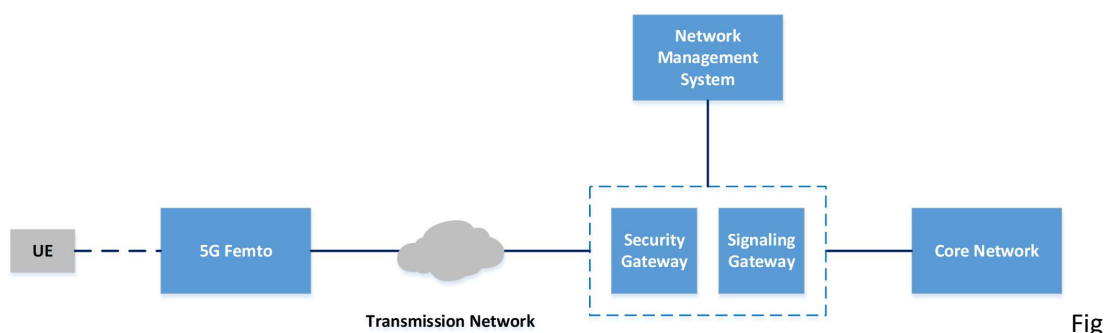 Network
Management
System
UE
5G Femto
Security
Gateway
Signaling
Gateway
Core Network
Transmission Network
Fig